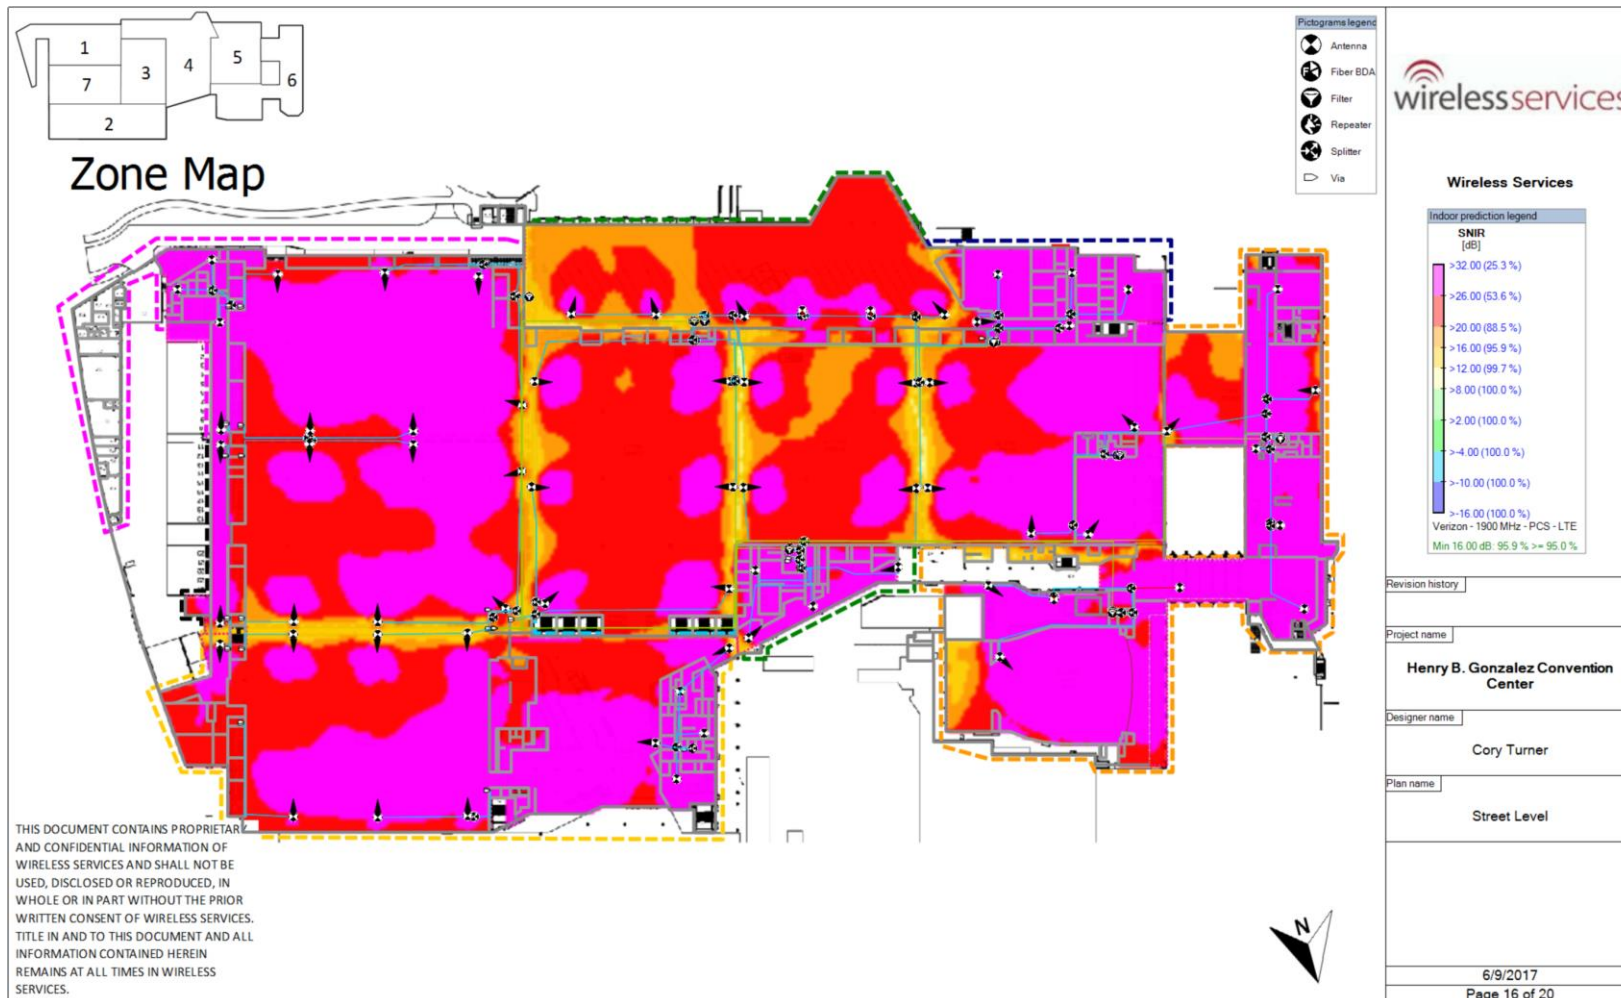 1
7
3
4
5
6
2
Zone Map
Pictograms legend
Antenna
Fiber BDA
Filter
Repeater
Splitter
Via
wirelessservices
Wireless Services
Indoor prediction legend
SNIR
[dB]
>32.00 (25.3 %)
>26.00 (53.6 %)
>20.00 (88.5 %)
>16.00 (95.9 %)
>12.00 (99.7 %)
>8.00 (100.0 %)
>2.00 (100.0 %)
>-4.00 (100.0 %)
>-10.00 (100.0 %)
>-16.00 (100.0 %)
Verizon - 1900 MHz - PCS - LTE
Min 16.00 dB: 95.9 % >= 95.0 %
Revision history
Project name
Henry B. Gonzalez Convention
Center
Designer name
Cory Turner
Plan name
Street Level
6/9/2017
Page 16 of 20
N
THIS DOCUMENT CONTAINS PROPRIETAR
AND CONFIDENTIAL INFORMATION OF
WIRELESS SERVICES AND SHALL NOT BE
USED, DISCLOSED OR REPRODUCED, IN
WHOLE OR IN PART WITHOUT THE PRIOR
WRITTEN CONSENT OF WIRELESS SERVICES.
TITLE IN AND TO THIS DOCUMENT AND ALL
INFORMATION CONTAINED HEREIN
REMAINS AT ALL TIMES IN WIRELESS
SERVICES.